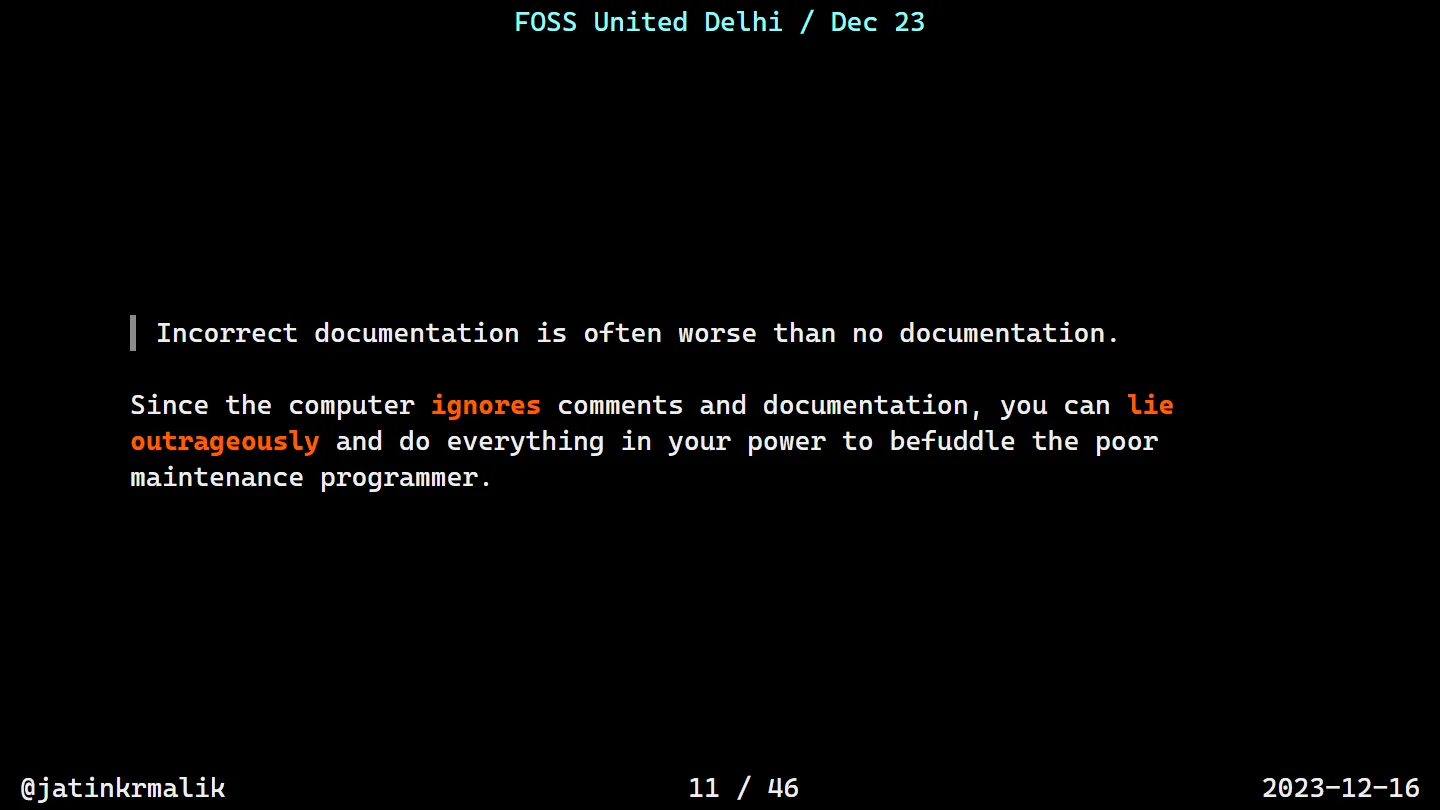 FOSS United Delhi / Dec 23
Incorrect documentation is often worse than no documentation.
Since the computer ignores comments and documentation, you can lie
outrageously and do everything in your power to befuddle the poor
maintenance programmer.
@jatinkrmalik
11 / 46
2023-12-16